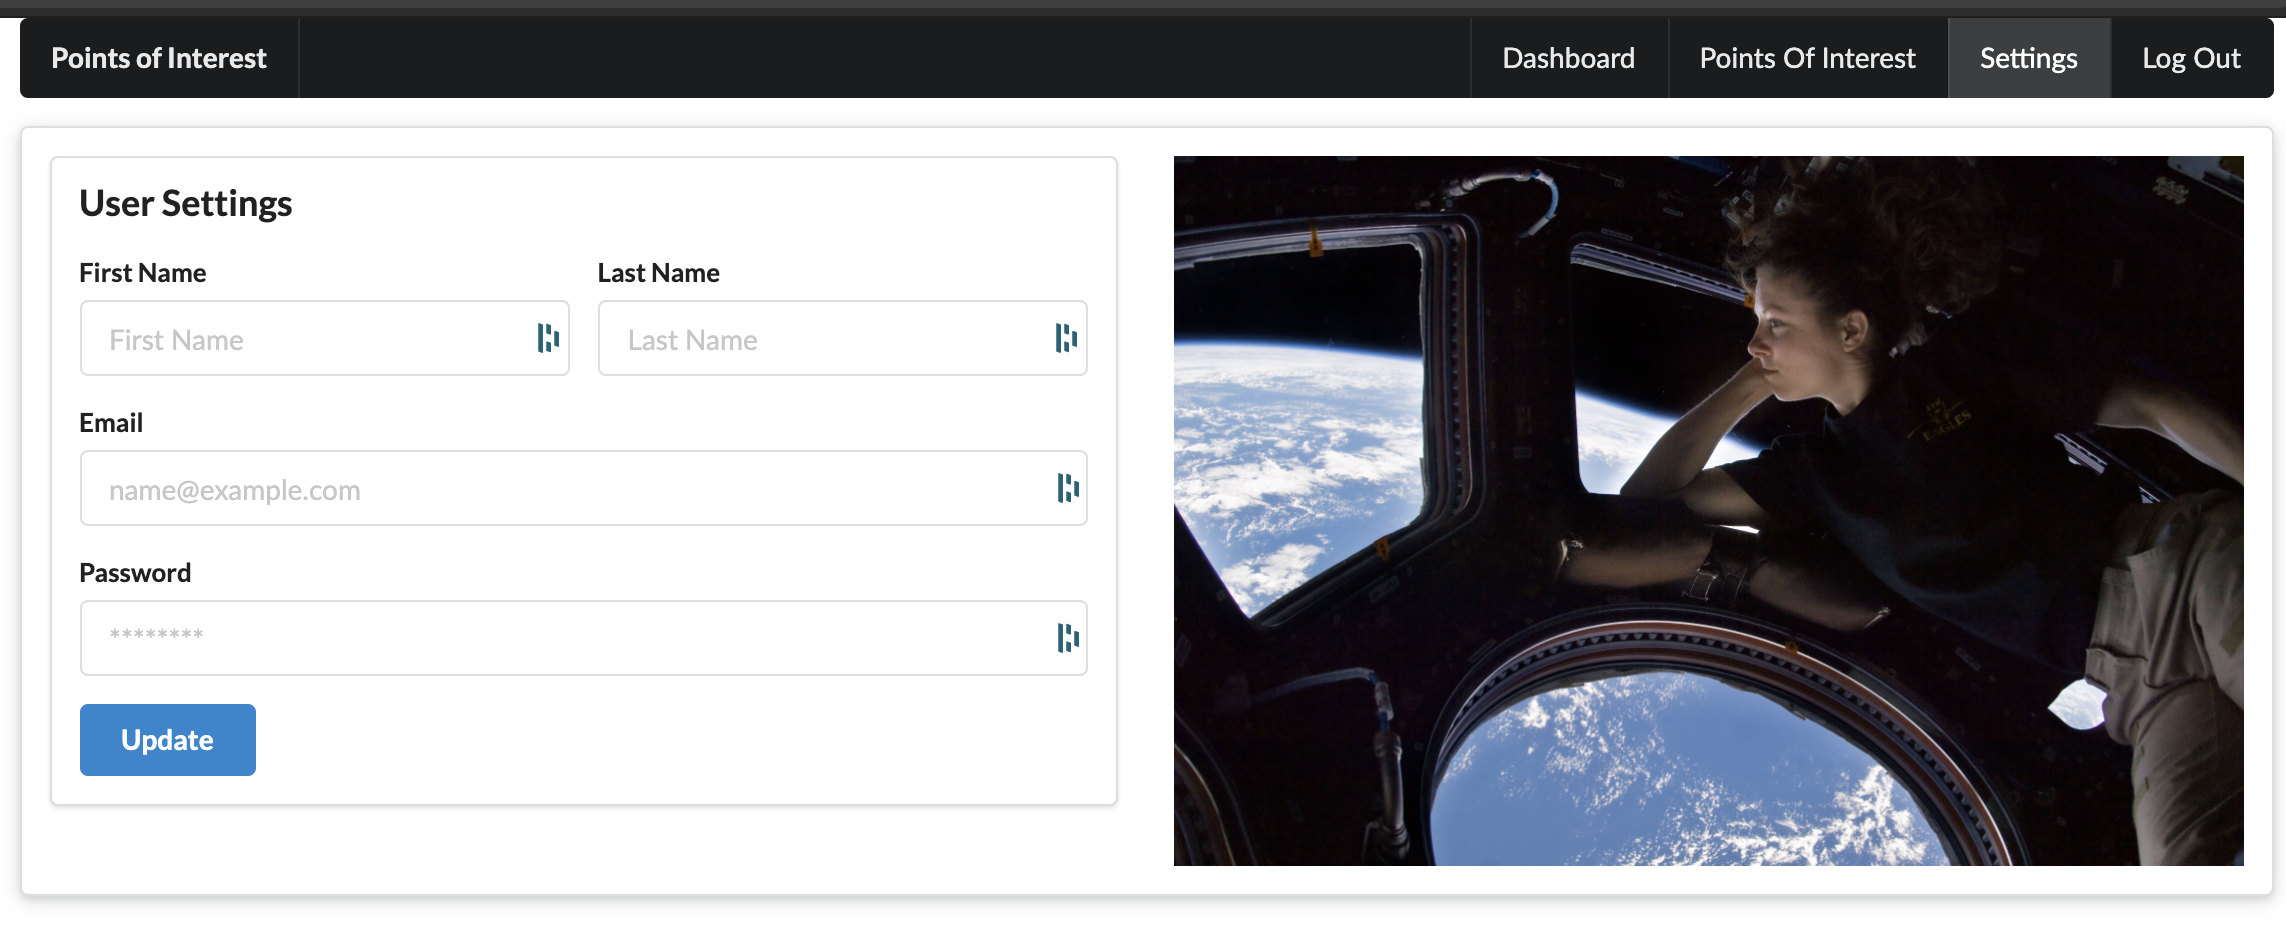 Points of Interest
Dashboard
Points Of Interest
Settings
Log Out
User Settings
First Name
Last Name
First Name
Last Name
Email
name@example.com
Password
********
Update
EAGLES